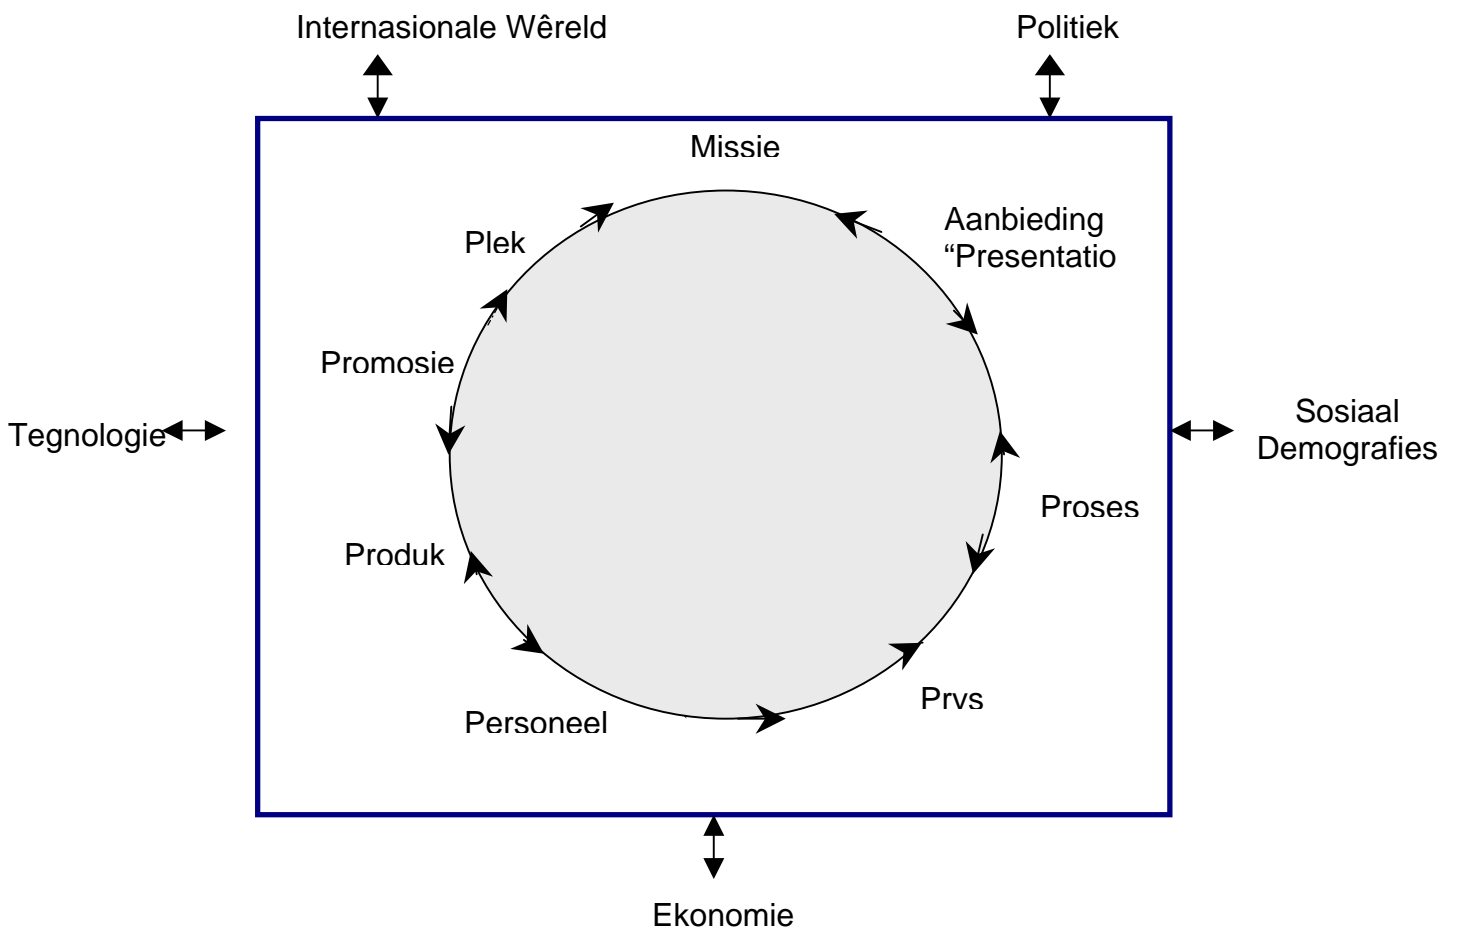 Internasionale Wêreld
Politiek
Missie
Aanbieding
“Presentatio
Plek
Promosie
Tegnologie
Sosiaal
Demografies
Proses
Produk
Prys
Personeel
Ekonomie